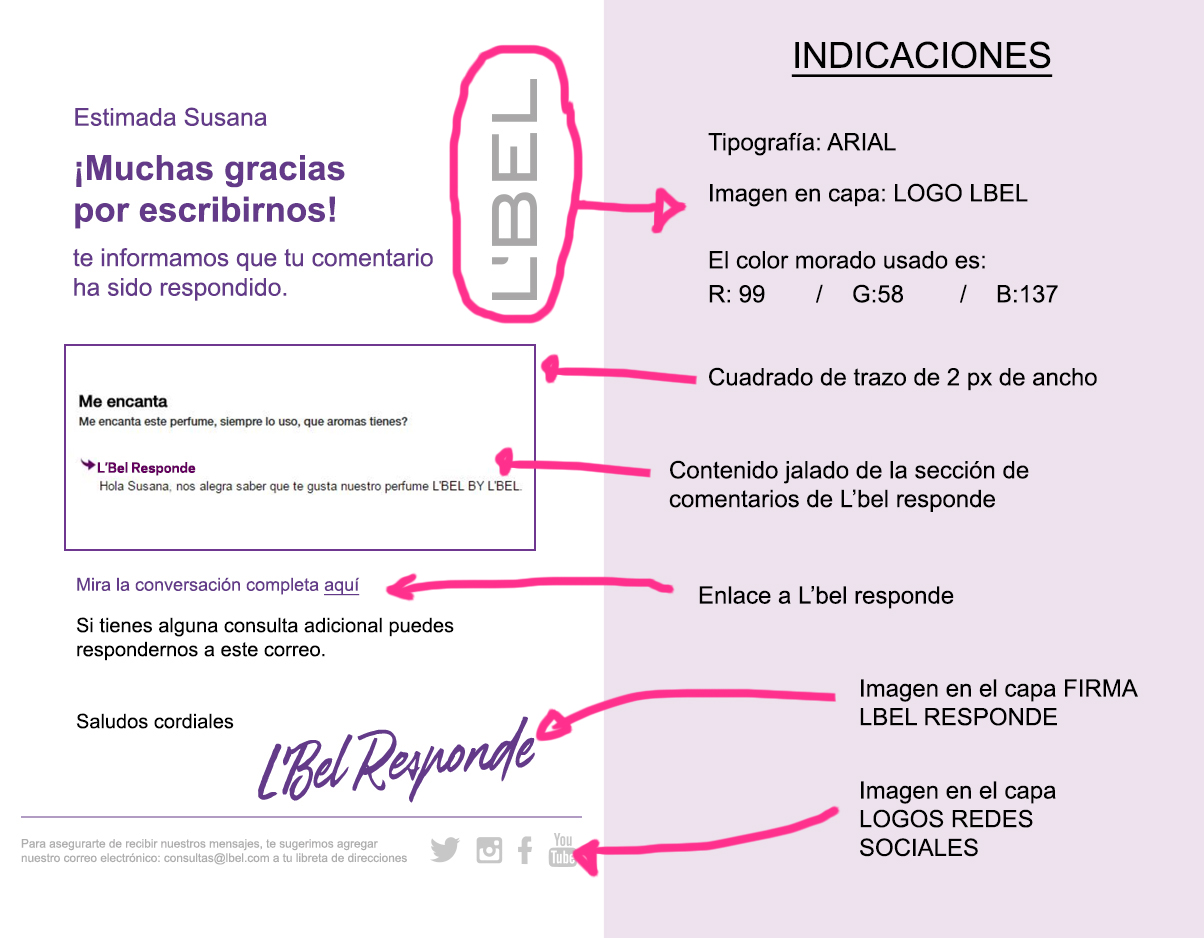 Estimada Susana
¡Muchas gracias
por escribirnos!
te informamos que tu comentario
ha sido respondido.
L'BEL
Me encanta
Me encanta este perfume, siempre lo uso, que aromas tienes?
L'Bel Responde
Hola Susana, nos alegra saber que te gusta nuestro perfume L'BEL BY L'BEL.
Mira la conversación completa aquí
Si tienes alguna consulta adicional puedes
respondernos a este correo.
Saludos cordiales
L'Bel Responde
Para asegurarte de recibir nuestros mensajes, te sugerimos agregar
nuestro correo electrónico: consultas@lbel.com a tu libreta de direcciones
You
Tube
INDICACIONES
Tipografía: ARIAL
Imagen en capa: LOGO LBEL
El color morado usado es:
R: 99 / G:58 / B:137
Cuadrado de trazo de 2 px de ancho
Contenido jalado de la sección de
comentarios de L’bel responde
Enlace a L’bel responde
Imagen en el capa FIRMA
LBEL RESPONDE
Imagen en el capa
LOGOS REDES
SOCIALES